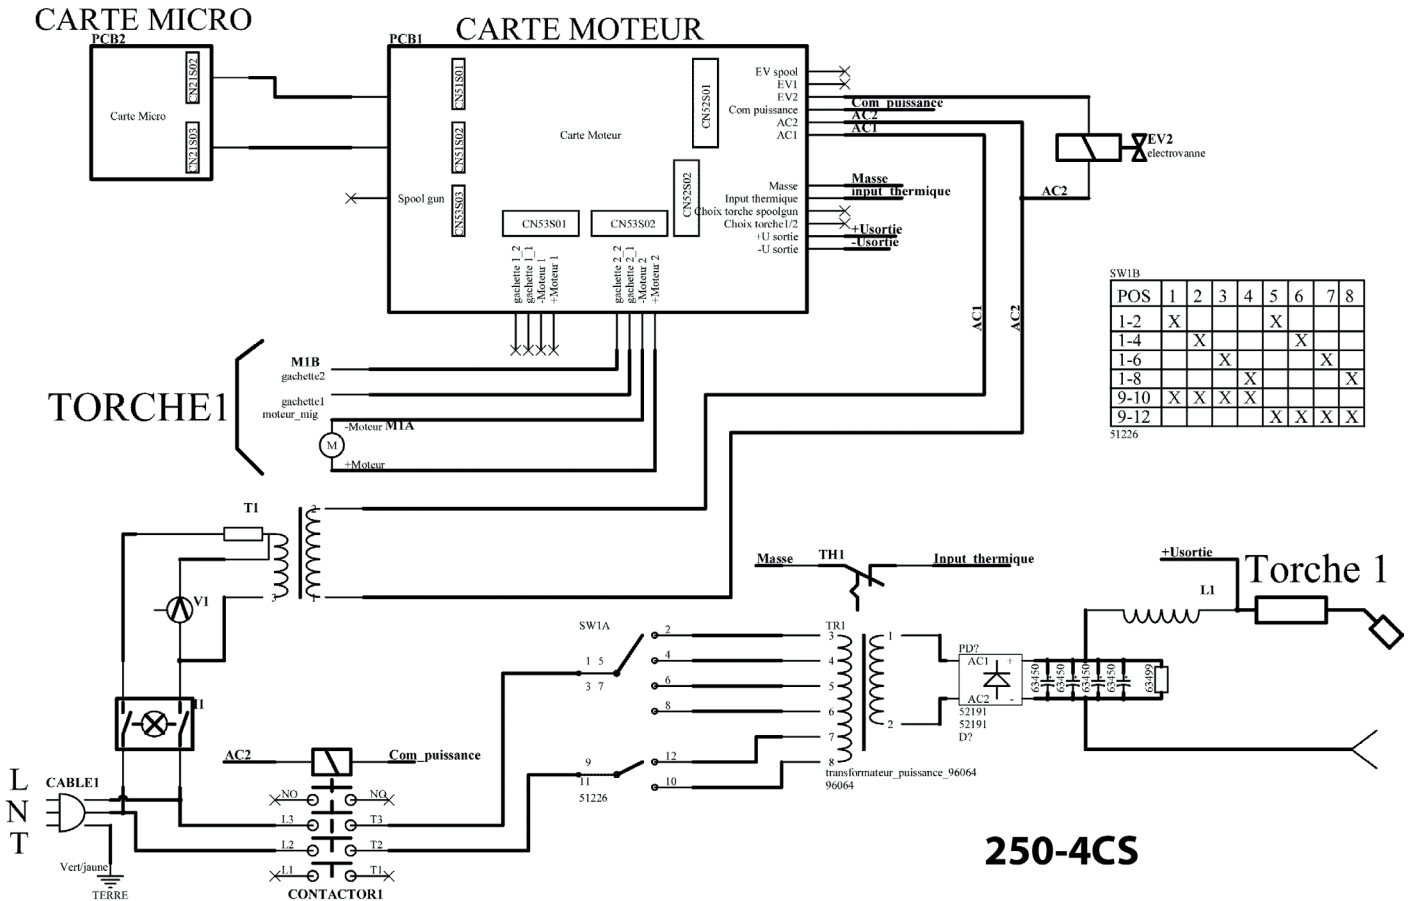 CARTE MICRO
PCB2
CN21S02
Carte Micro
CN21S03
CARTE MOTEUR
PCB1
CN51S01
CN51S02
CN53S03
Spool gun
Carte Moteur
CN52S01
CN52S02
CN53S01
CN53S02
EV spool
EV1
EV2
Com puissance
AC2
AC1
Masse
Input thermique
Choix torche spoolgun
Choix torche1/2
+U sortie
-U sortie
Com_puissance
AC2
AC1
Masse
input_thermique
+Usortie
-Usortie
gachette 1_2
gachette 1_1
-Moteur 1
+Moteur 1
gachette 2_2
gachette 2_1
-Moteur 2
+Moteur 2
EV2
electrovanne
AC2
AC1
AC2
SW1B
POS 1 2 3 4 5 6 7 8
1-2 X X
1-4 X X
1-6 X X
1-8 X X
9-10 X X X X
9-12 X X X X
51226
TORCHE1
M1B
gachette2
gachette1
moteur_mig
-Moteur M1A
M
+Moteur
T1
2
3
1
V1
I1
Masse
TH1
Input_thermique
+Usortie
Torche 1
L1
SW1A
1 5
3 7
2
4
6
8
9
11
12
10
51226
TR1
3
4
5
6
7
8
1
2
transformateur_puissance_96064
96064
PD?
AC1 +
AC2 -
52191
52191
D?
63450
63450
63450
63450
63499
AC2
Com_puissance
NO NO
L3 T3
L2 T2
L1 T1
CONTACTOR1
L
N
T
CABLE1
Vert/jaune
TERRE
250-4CS